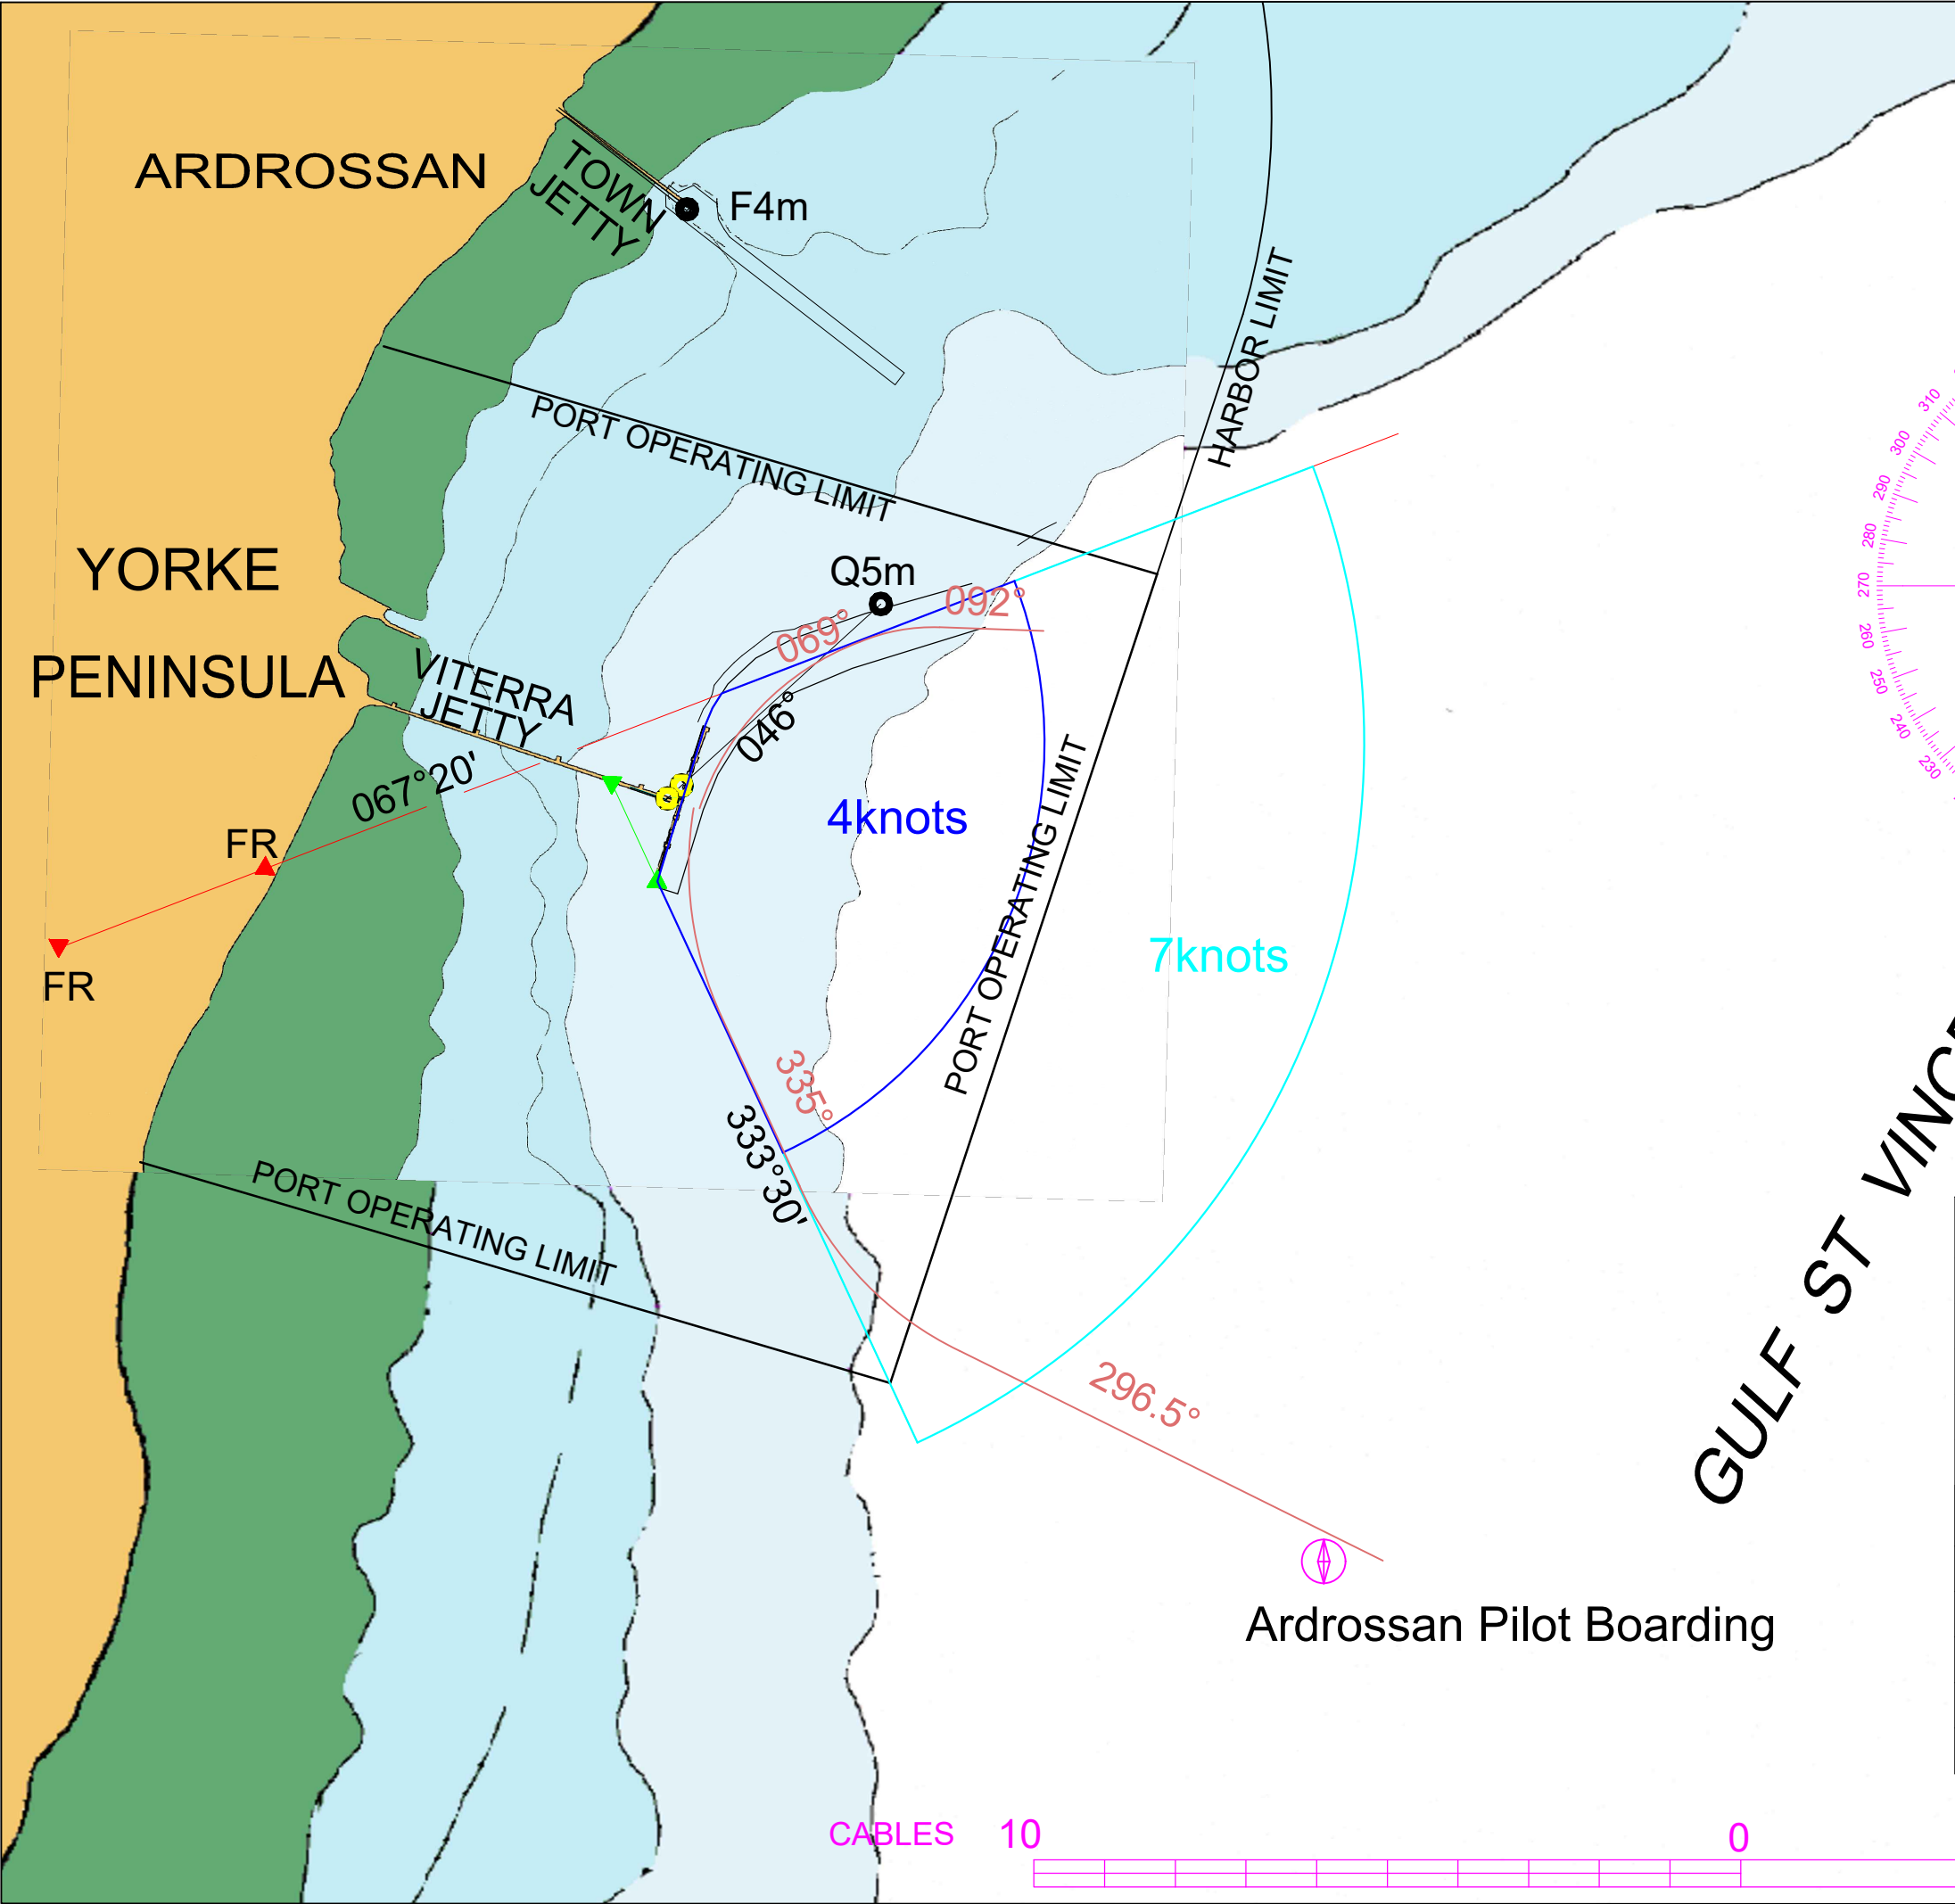 ARDROSSAN
TOWN
JETTY
F4m
HARBOR LIMIT
PORT OPERATING LIMIT
310
300
290
280
270
260
250
240
230
YORKE
PENINSULA
Q5m
069°
092°
VITERRA
JETTY
046°
067°20'
4knots
PORT OPERATING LIMIT
7knots
FR
FR
335°
333°30'
PORT OPERATING LIMIT
296.5°
GULF ST VINC
Ardrossan Pilot Boarding
CABLES 10 0